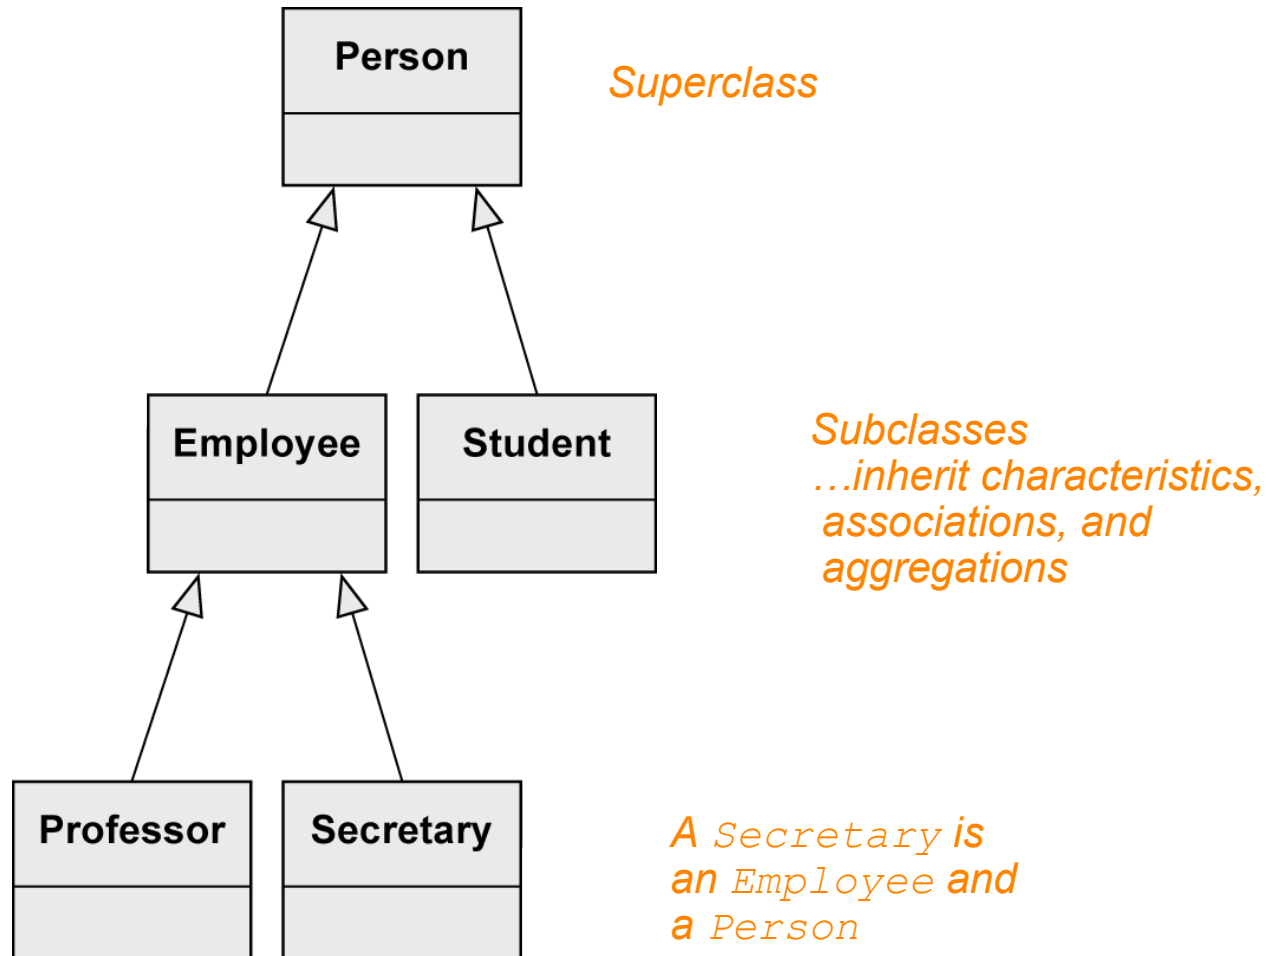 Person
Superclass
Employee
Student
Subclasses
…inherit characteristics,
associations, and
aggregations
Professor
Secretary
A Secretary is
an Employee and
a Person